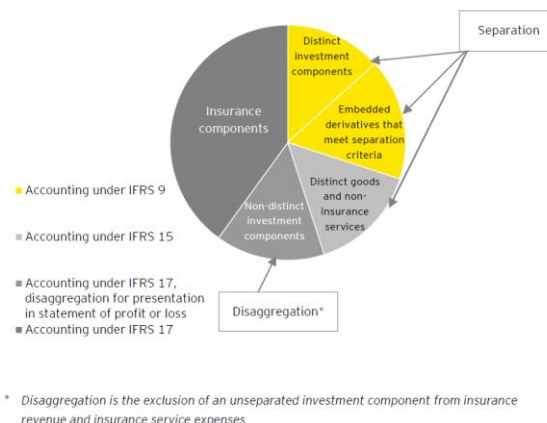 Separation
Distinct
investment
components
Insurance
components
Embedded
derivatives that
meet separation
criteria
Distinct goods
and non-
insurance
services
Non-distinct
investment
components
Accounting under IFRS 9
Accounting under IFRS 15
Accounting under IFRS 17,
disaggregation for presentation
in statement of profit or loss
Accounting under IFRS 17
Disaggregation*
* Disaggregation is the exclusion of an unseparated investment component from insurance
revenue and insurance service expenses